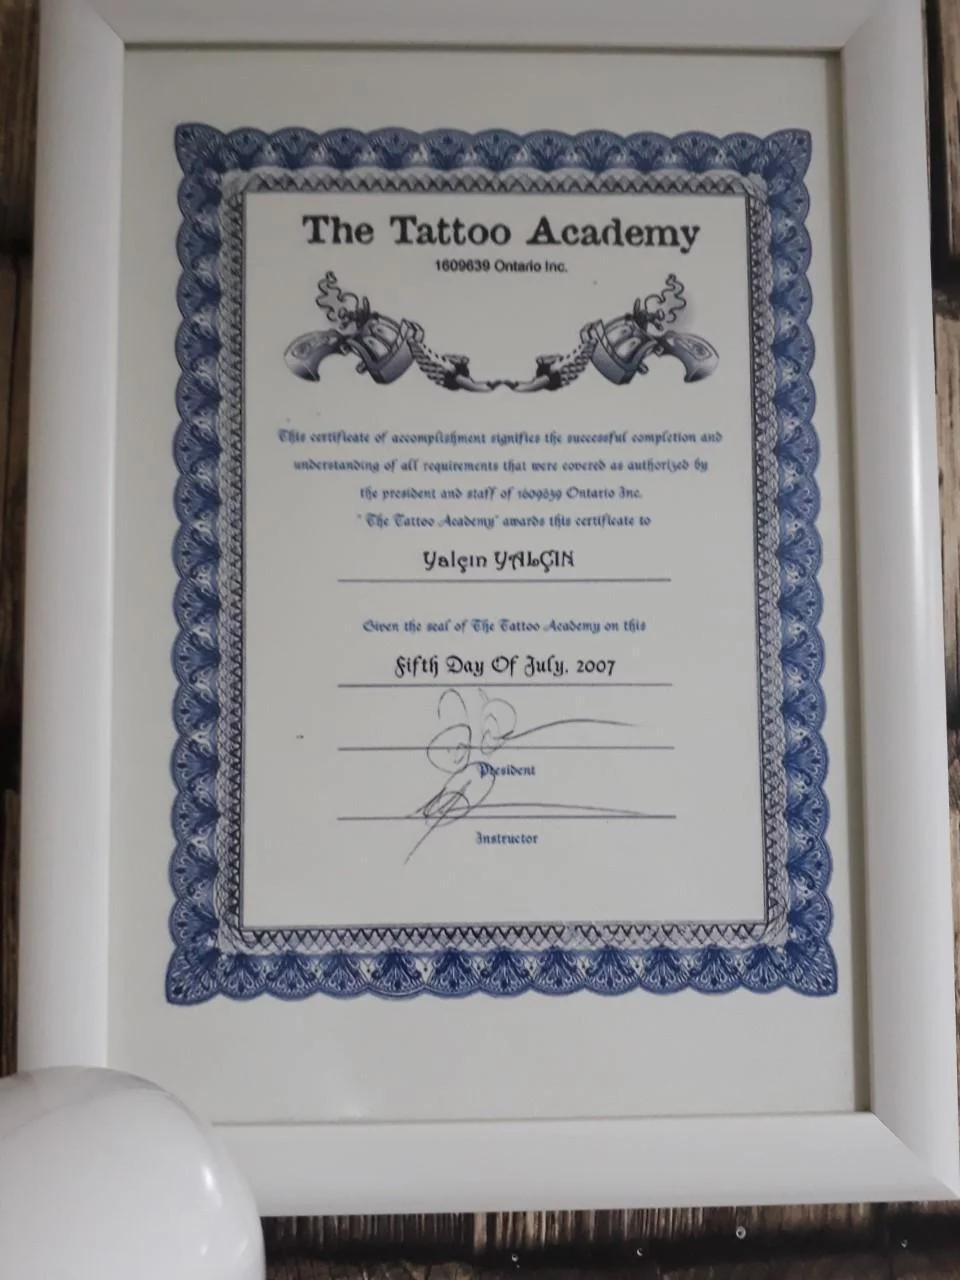 The Tattoo Academy
1609639 Ontario Inc.
This certificate of accomplishment signifies the successful completion and
understanding of all requirements that were covered as authorized by
the president and staff of 1609639 Ontario Inc.
" The Tattoo Academy" awards this certificate to
Yalçın YALÇIN
Given the seal of The Tattoo Academy on this
Fifth Day Of July, 2007
President
Instructor